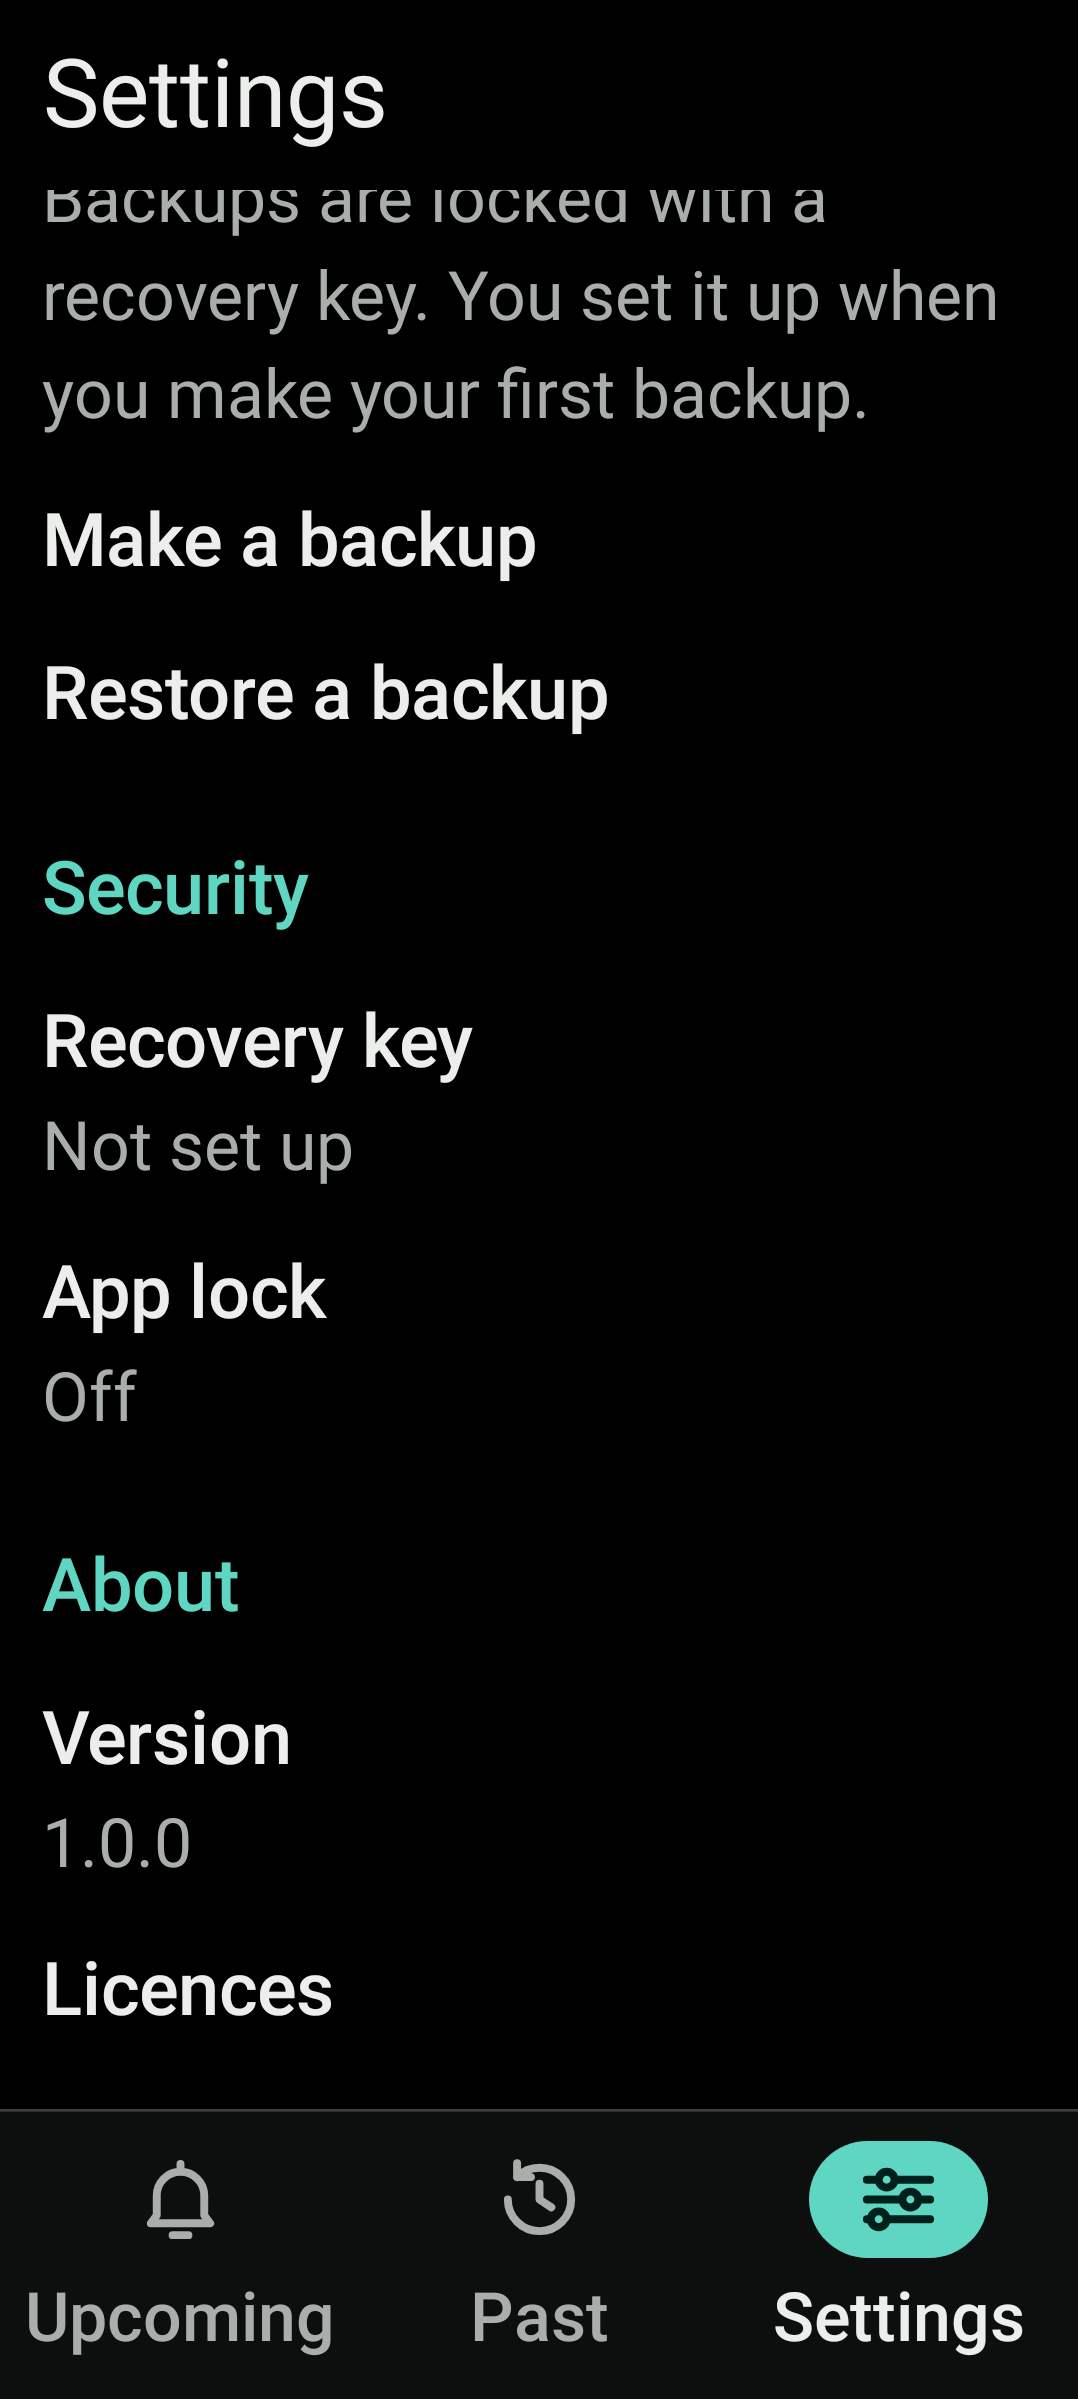 Settings
Backups are locked with a
recovery key. You set it up when
you make your first backup.
Make a backup
Restore a backup
Security
Recovery key
Not set up
App lock
Off
About
Version
1.0.0
Licences
Upcoming
Past
Settings